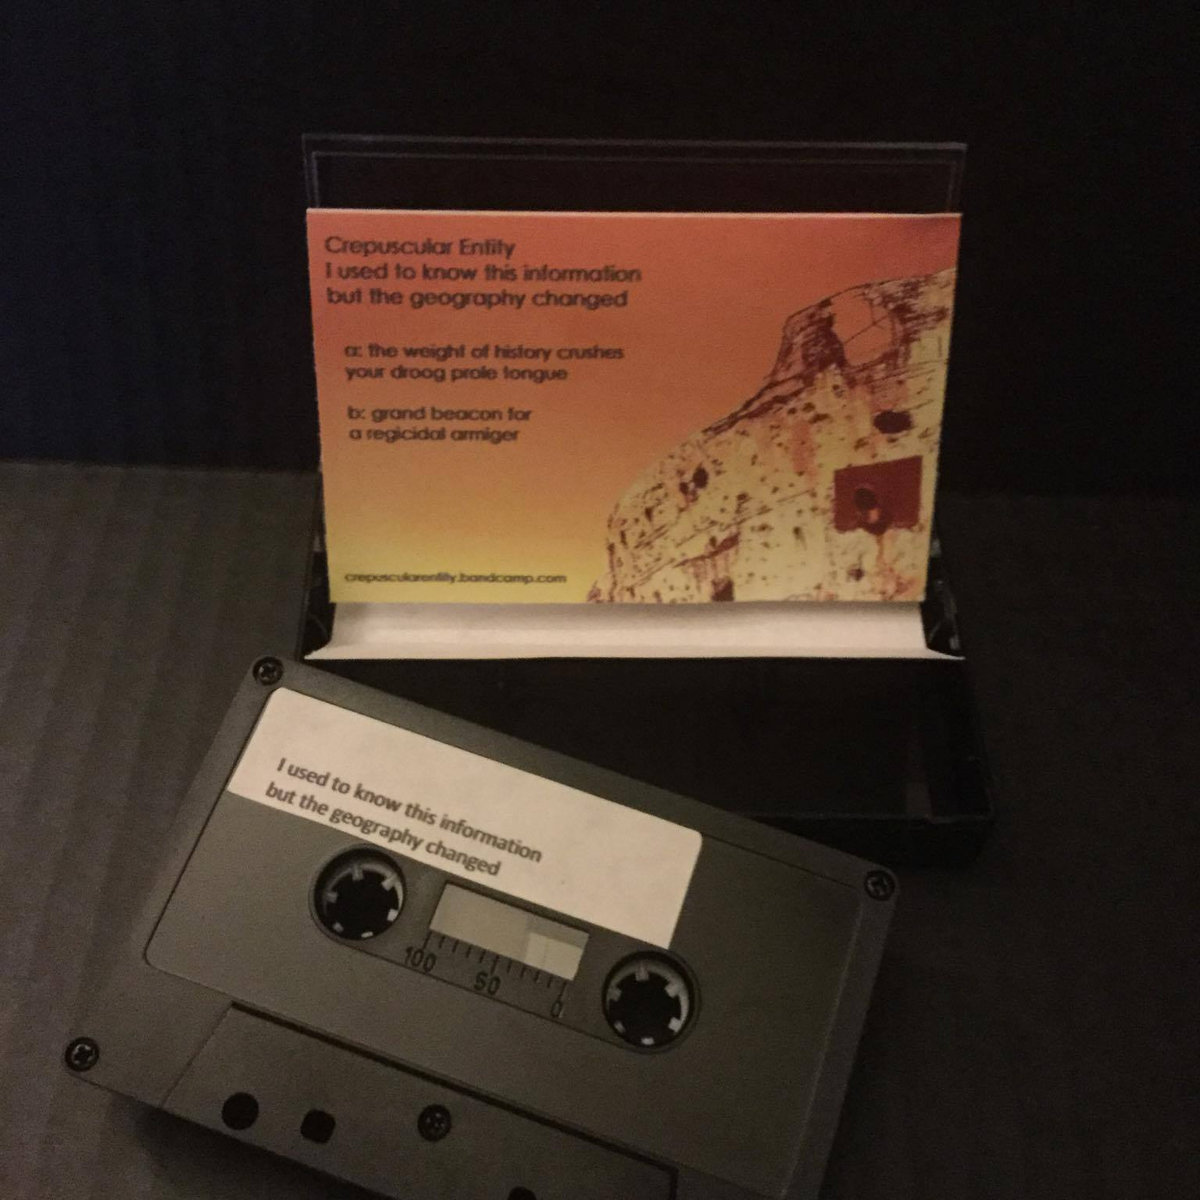 Crepuscular Entity
I used to know this information
but the geography changed
a: the weight of history crushes
your droog prole tongue
b: grand beacon for
a regicidal armiger
crepuscularentity.bandcamp.com
I used to know this information
but the geography changed
100 50 0